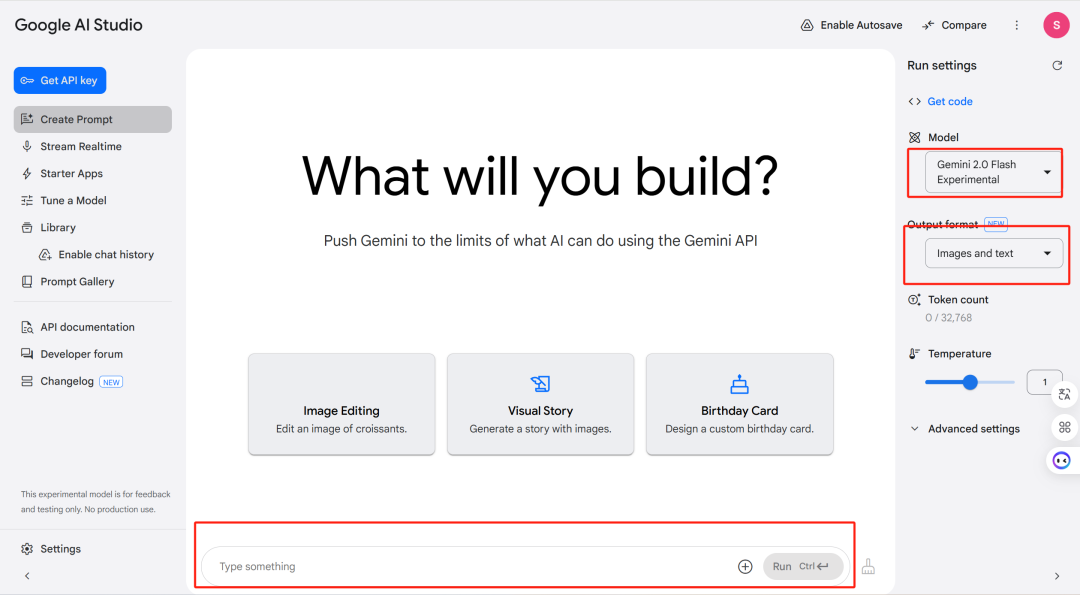 Google AI Studio
Enable Autosave
Compare
S
Get API key
Create Prompt
Stream Realtime
Starter Apps
Tune a Model
Library
Enable chat history
Prompt Gallery
API documentation
Developer forum
Changelog NEW
This experimental model is for feedback
and testing only. No production use.
Settings
What will you build?
Push Gemini to the limits of what AI can do using the Gemini API
Image Editing
Edit an image of croissants.
Visual Story
Generate a story with images.
Birthday Card
Design a custom birthday card.
Type something
Run Ctrl
Run settings
Get code
Model
Gemini 2.0 Flash
Experimental
Output format NEW
Images and text
Token count
0 / 32,768
Temperature
1
Advanced settings